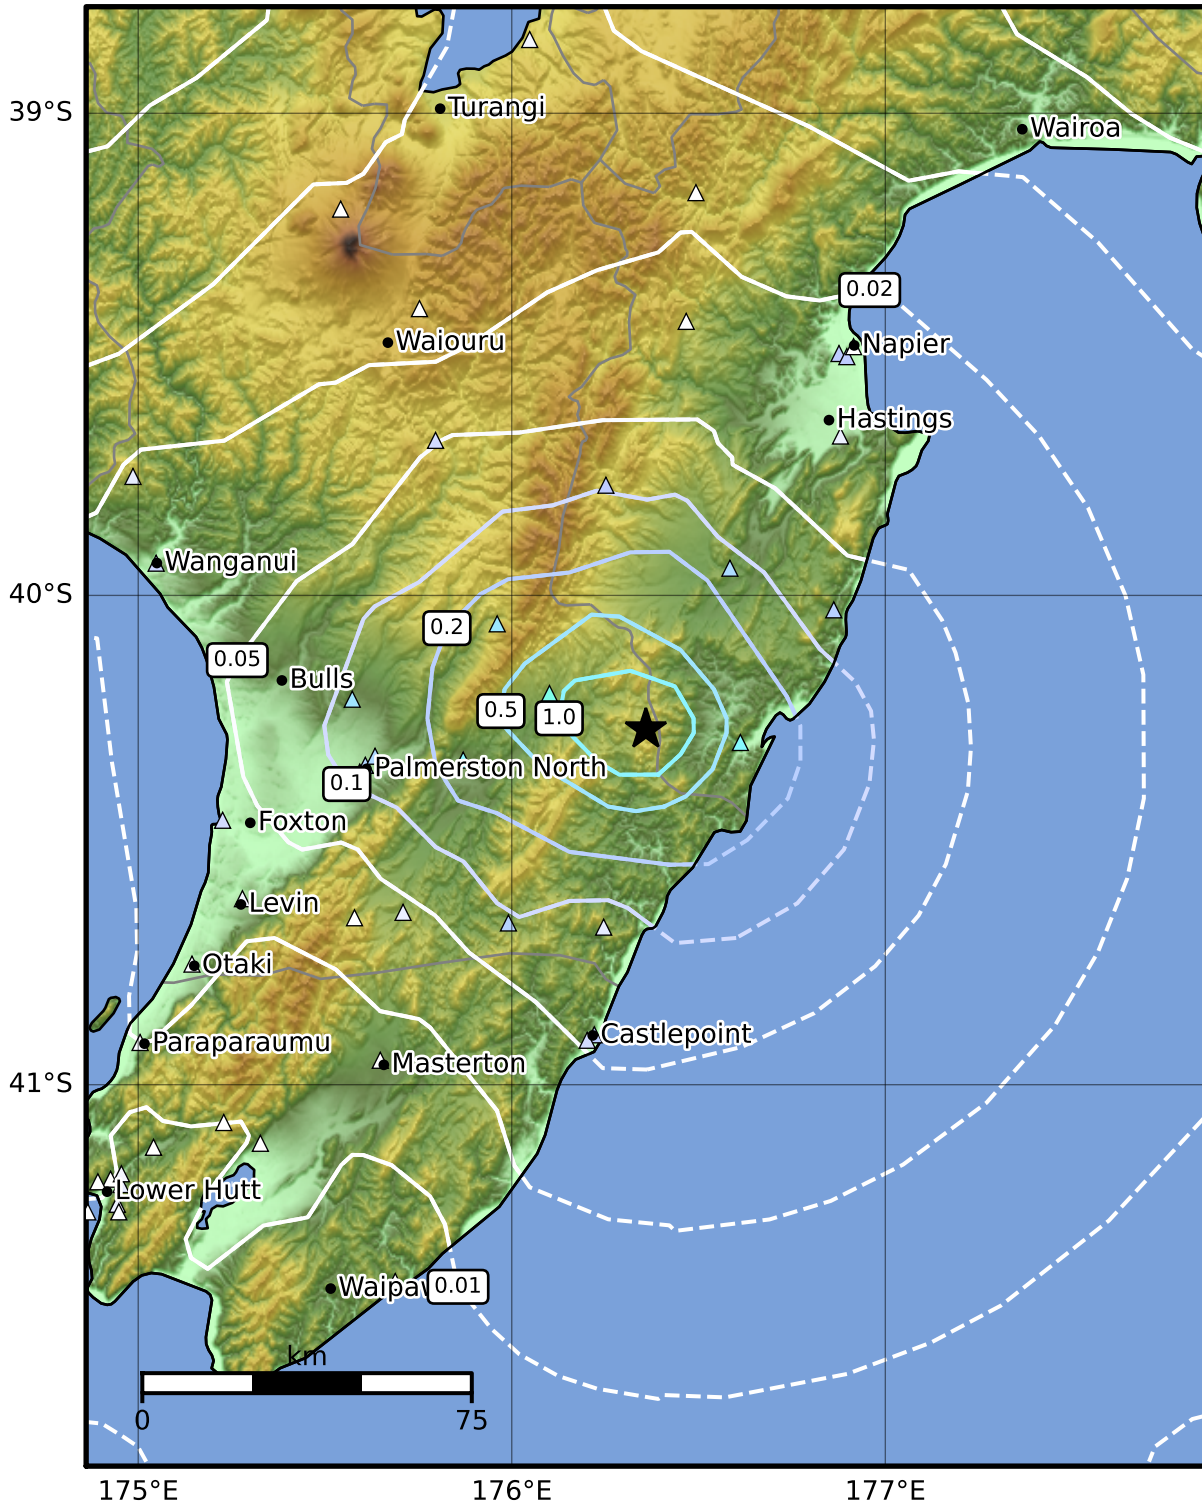 Turangi
39°S
Wairoa
0.02
Waiouru
Napier
Hastings
Wanganui
40°S
0.2
0.05
Bulls
0.5
1.0
Palmerston North
0.1
Foxton
Levin
Otaki
Castlepoint
Paraparaumu
Masterton
41°S
Lower Hutt
Waipaw
0.01
km
0
75
175°E
176°E
177°E